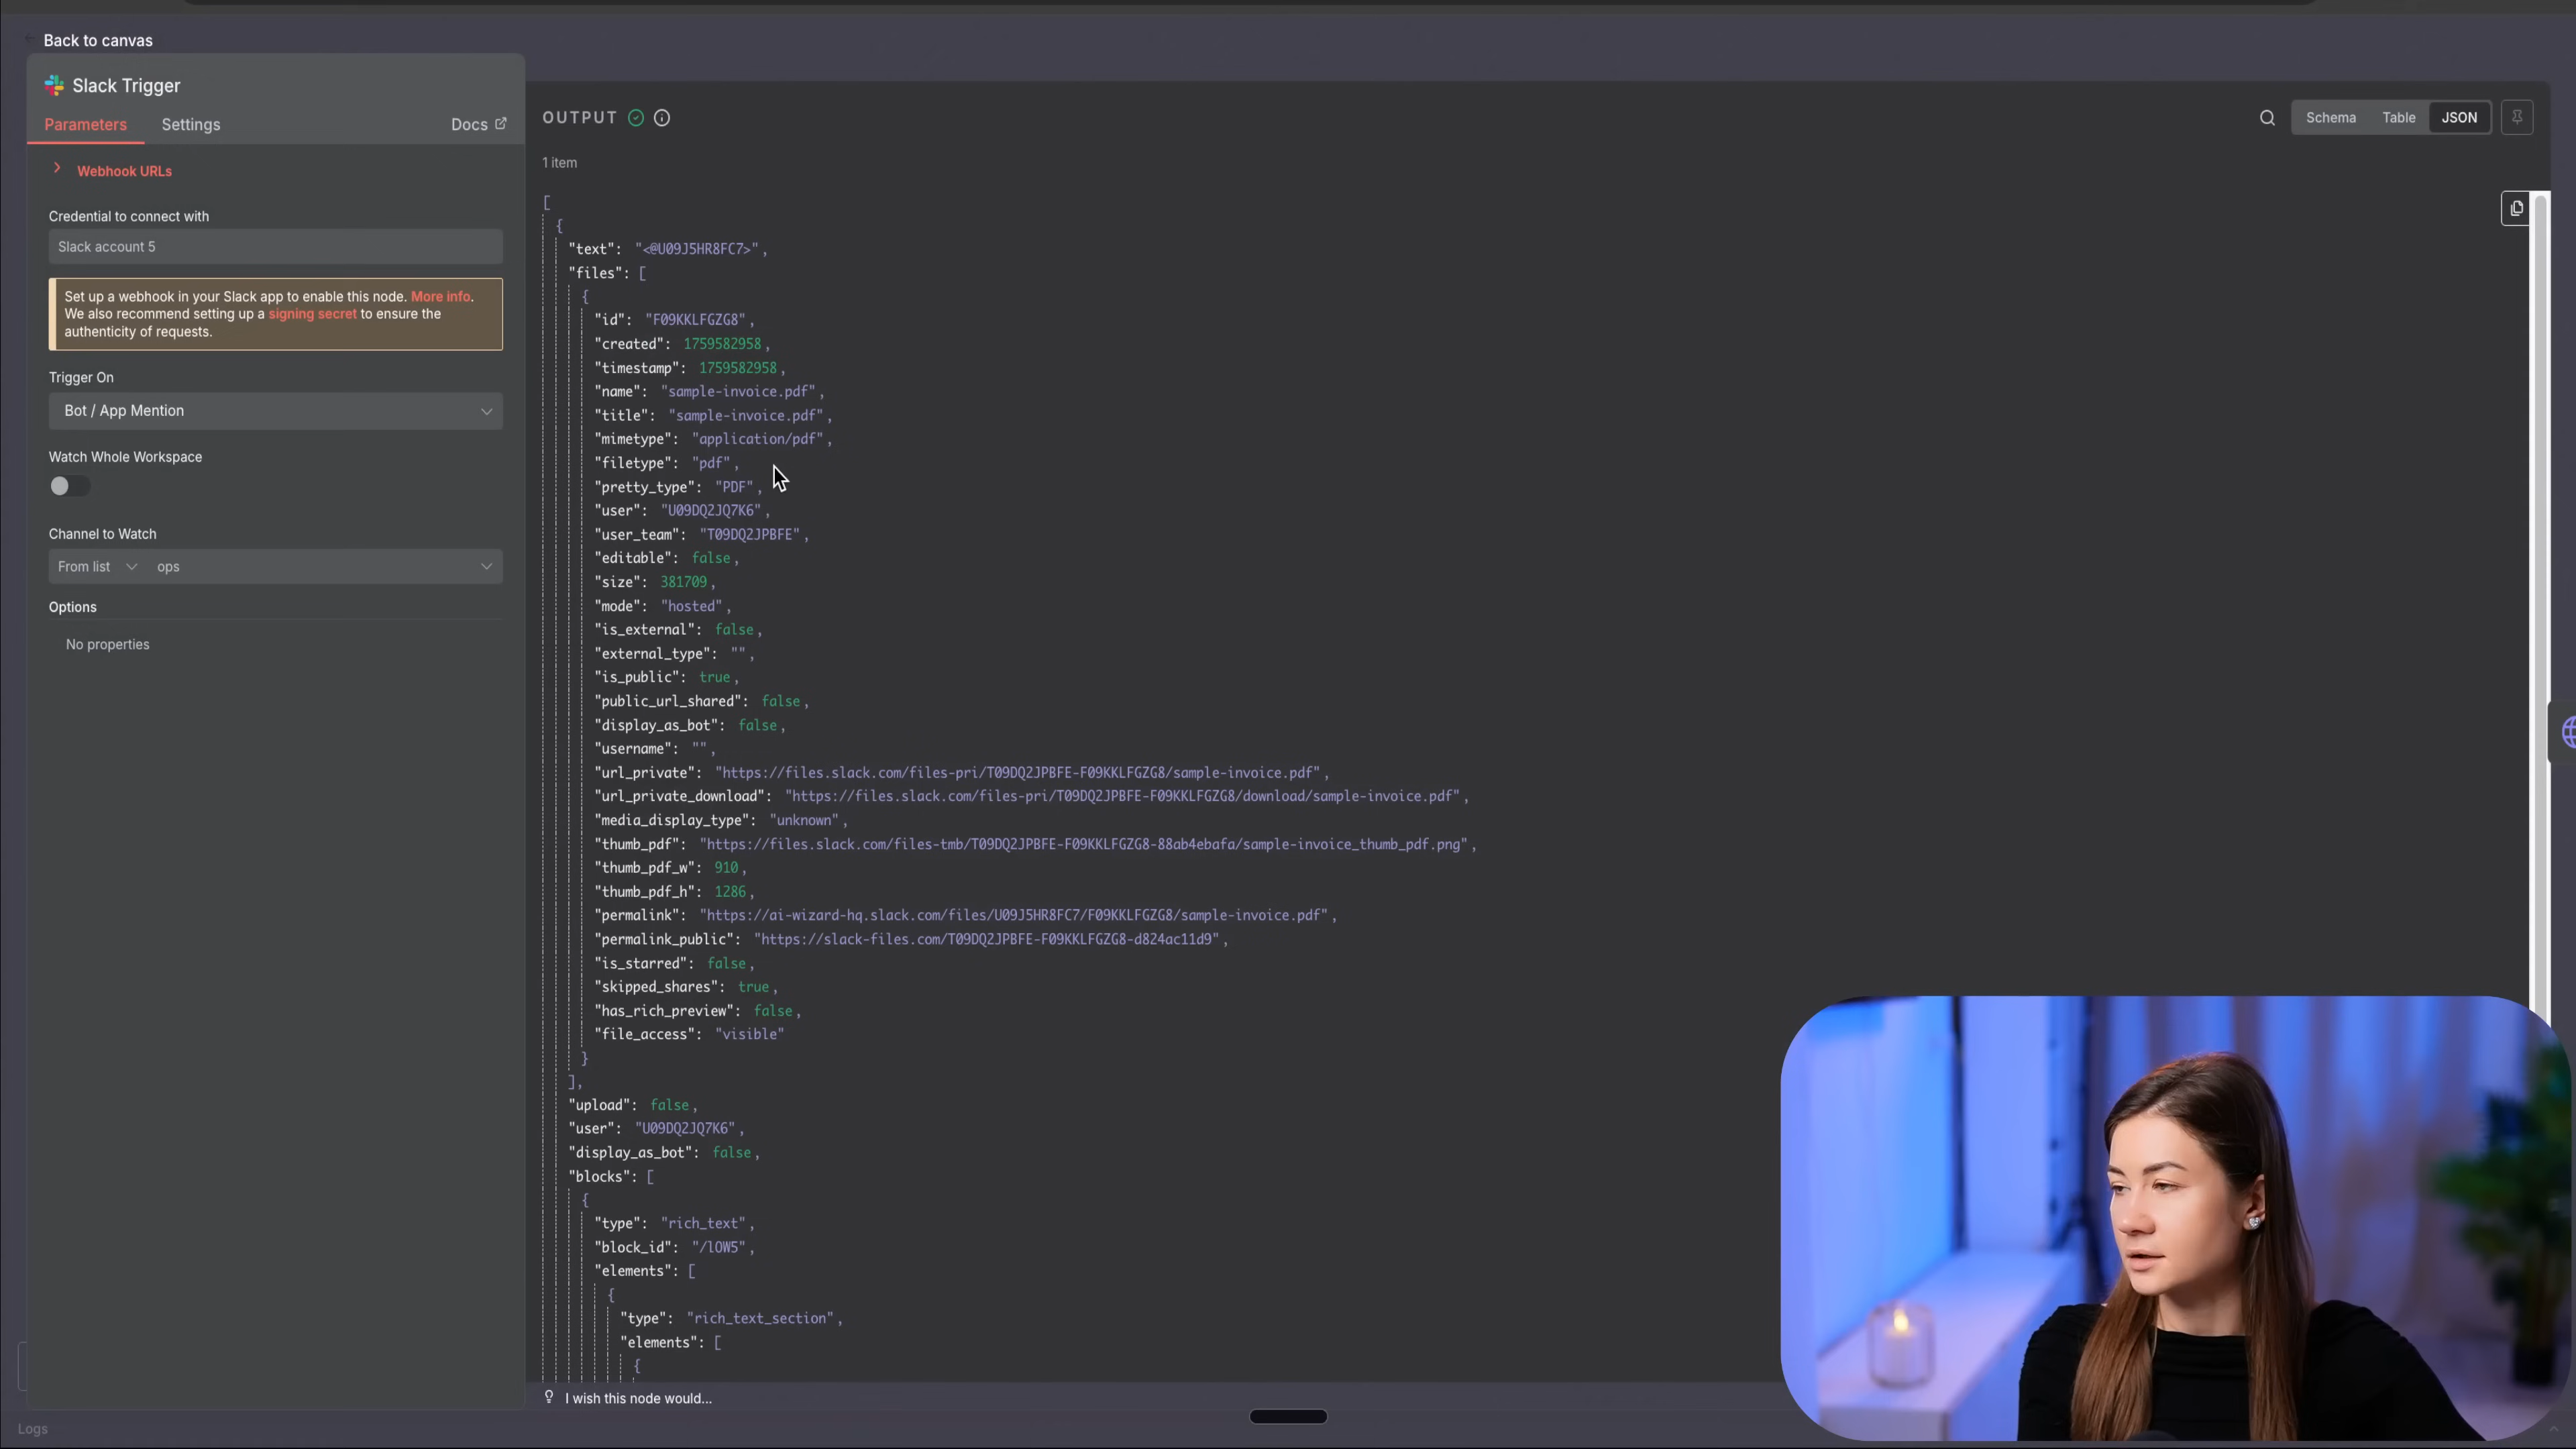 Back to canvas
Slack Trigger
Parameters Settings Docs
Webhook URLs
Credential to connect with
Slack account 5
Set up a webhook in your Slack app to enable this node. More info.
We also recommend setting up a signing secret to ensure the
authenticity of requests.
Trigger On
Bot / App Mention
Watch Whole Workspace
Channel to Watch
From list ops
Options
No properties
OUTPUT
Schema Table JSON
1 item
[
{
"text": "<@U09J5HR8FC7>",
"files": [
{
"id": "F09KKLFGZG8",
"created": 1759582958,
"timestamp": 1759582958,
"name": "sample-invoice.pdf",
"title": "sample-invoice.pdf",
"mimetype": "application/pdf",
"filetype": "pdf",
"pretty_type": "PDF",
"user": "U09DQ2JQ7K6",
"user_team": "T09DQ2JPBFE",
"editable": false,
"size": 381709,
"mode": "hosted",
"is_external": false,
"external_type": "",
"is_public": true,
"public_url_shared": false,
"display_as_bot": false,
"username": "",
"url_private": "https://files.slack.com/files-pri/T09DQ2JPBFE-F09KKLFGZG8/sample-invoice.pdf",
"url_private_download": "https://files.slack.com/files-pri/T09DQ2JPBFE-F09KKLFGZG8/download/sample-invoice.pdf",
"media_display_type": "unknown",
"thumb_pdf": "https://files.slack.com/files-tmb/T09DQ2JPBFE-F09KKLFGZG8-88ab4ebafa/sample-invoice_thumb_pdf.png",
"thumb_pdf_w": 910,
"thumb_pdf_h": 1286,
"permalink": "https://ai-wizard-hq.slack.com/files/U09J5HR8FC7/F09KKLFGZG8/sample-invoice.pdf",
"permalink_public": "https://slack-files.com/T09DQ2JPBFE-F09KKLFGZG8-d824ac11d9",
"is_starred": false,
"skipped_shares": true,
"has_rich_preview": false,
"file_access": "visible"
}
],
"upload": false,
"user": "U09DQ2JQ7K6",
"display_as_bot": false,
"blocks": [
{
"type": "rich_text",
"block_id": "/lOW5",
"elements": [
{
"type": "rich_text_section",
"elements": [
{
I wish this node would...
Logs